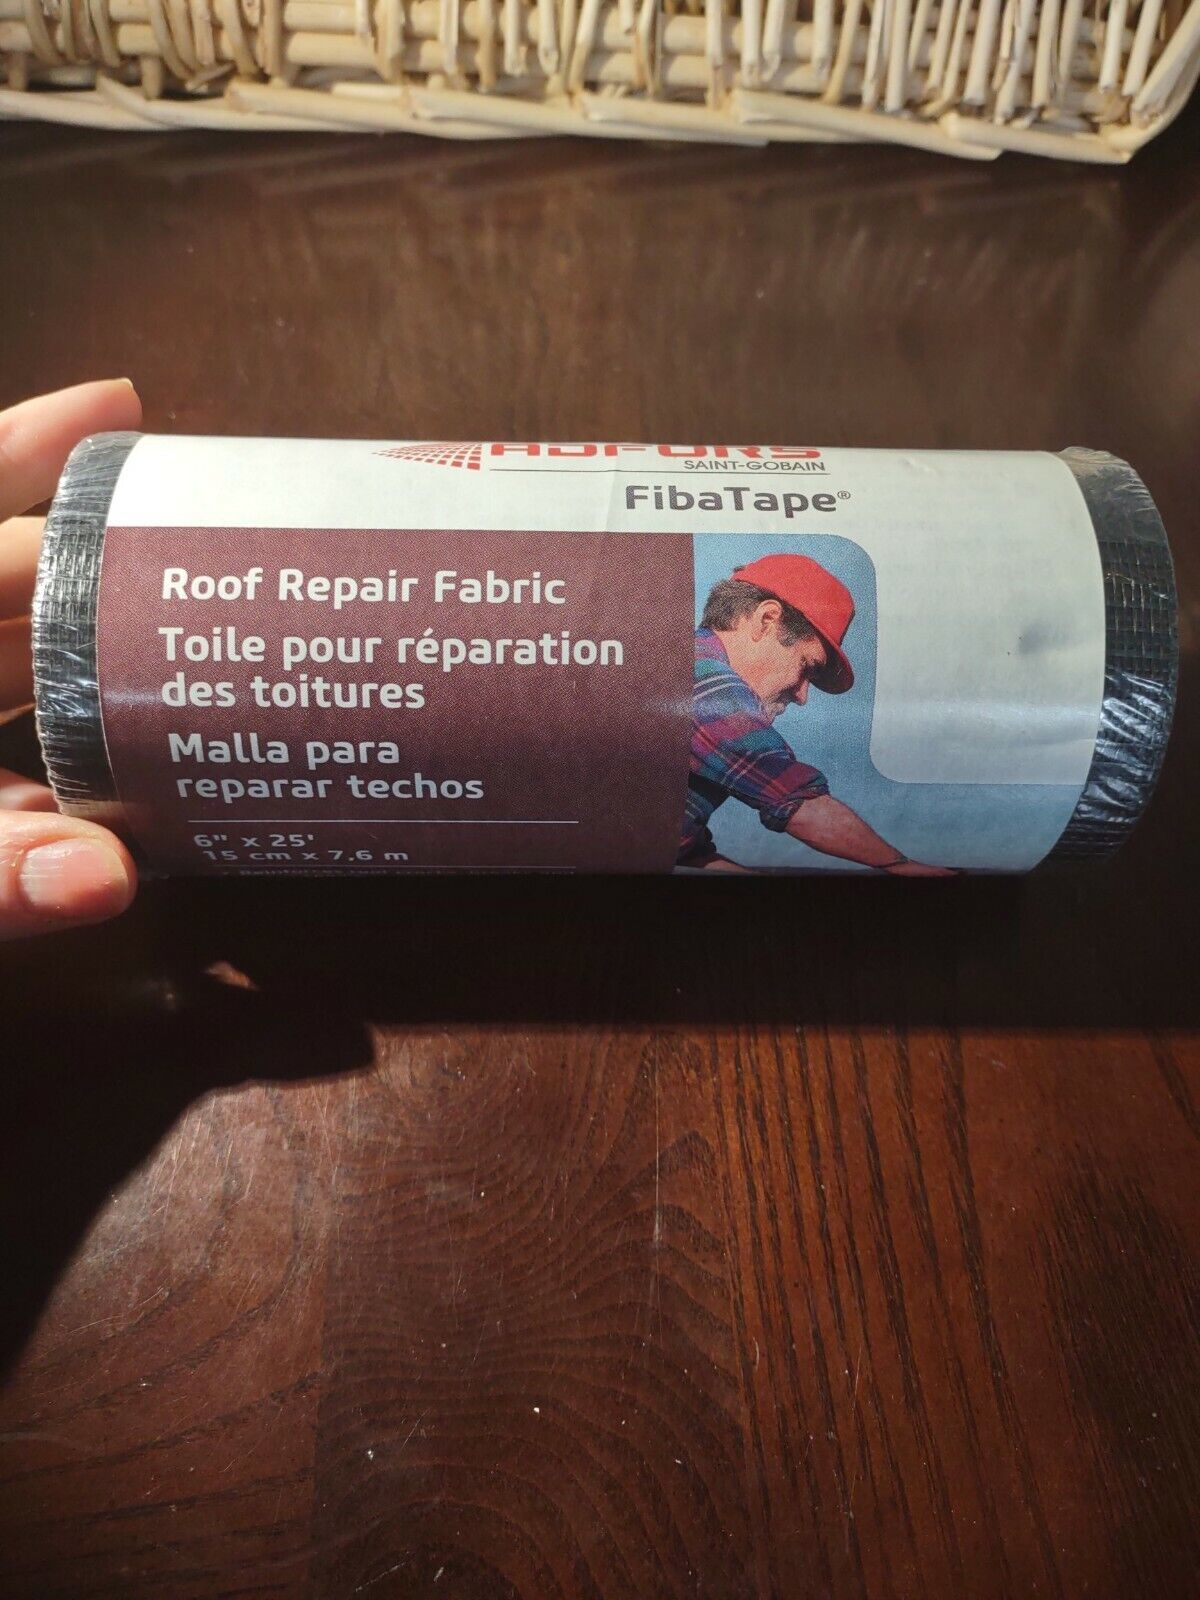 ADFORS
SAINT-GOBAIN
FibaTape®
Roof Repair Fabric
Toile pour réparation
des toitures
Malla para
reparar techos
6" x 25'
15 cm x 7.6 m